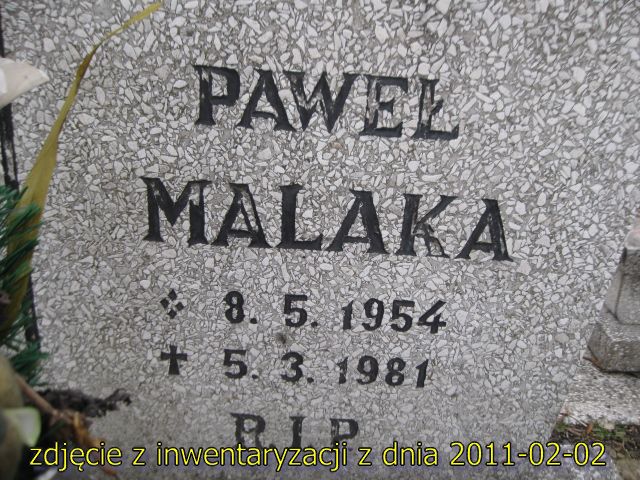 PAWEŁ
MALAKA
8. 5. 1954
✝ 5. 3. 1981
R.I.P.
zdjęcie z inwentaryzacji z dnia 2011-02-02